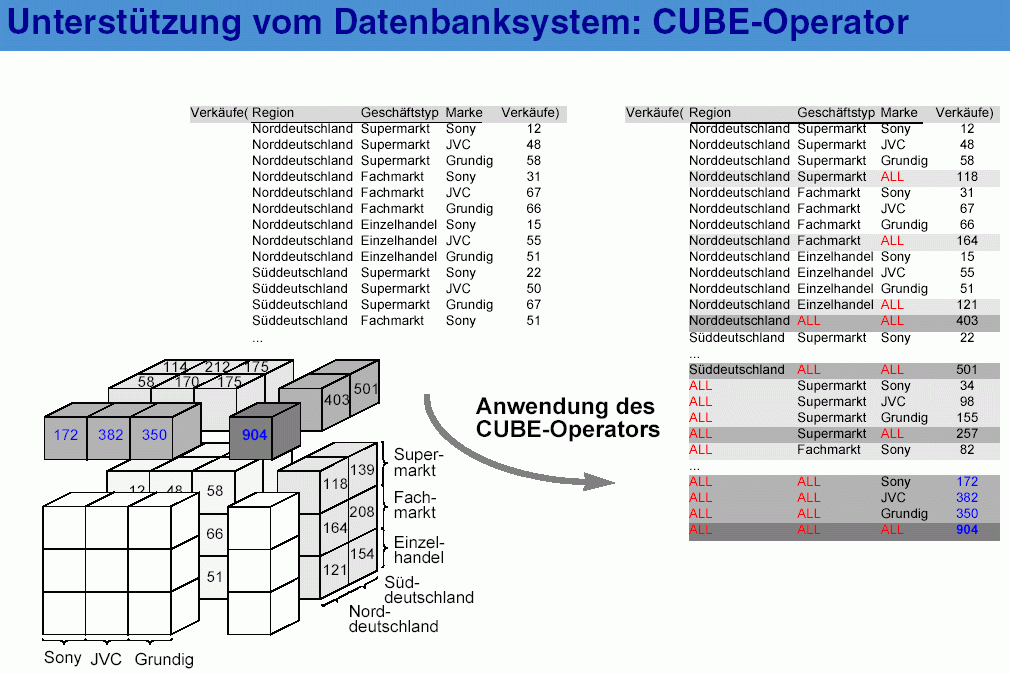 Unterstützung vom Datenbanksystem: CUBE-Operator
Verkäufe( Region Geschäftstyp Marke Verkäufe)
Norddeutschland Supermarkt Sony 12
Norddeutschland Supermarkt JVC 48
Norddeutschland Supermarkt Grundig 58
Norddeutschland Fachmarkt Sony 31
Norddeutschland Fachmarkt JVC 67
Norddeutschland Fachmarkt Grundig 66
Norddeutschland Einzelhandel Sony 15
Norddeutschland Einzelhandel JVC 55
Norddeutschland Einzelhandel Grundig 51
Süddeutschland Supermarkt Sony 22
Süddeutschland Supermarkt JVC 50
Süddeutschland Supermarkt Grundig 67
Süddeutschland Fachmarkt Sony 51
...
Verkäufe( Region Geschäftstyp Marke Verkäufe)
Norddeutschland Supermarkt Sony 12
Norddeutschland Supermarkt JVC 48
Norddeutschland Supermarkt Grundig 58
Norddeutschland Supermarkt ALL 118
Norddeutschland Fachmarkt Sony 31
Norddeutschland Fachmarkt JVC 67
Norddeutschland Fachmarkt Grundig 66
Norddeutschland Fachmarkt ALL 164
Norddeutschland Einzelhandel Sony 15
Norddeutschland Einzelhandel JVC 55
Norddeutschland Einzelhandel Grundig 51
Norddeutschland Einzelhandel ALL 121
Norddeutschland ALL ALL 403
Süddeutschland Supermarkt Sony 22
...
Süddeutschland ALL ALL 501
ALL Supermarkt Sony 34
ALL Supermarkt JVC 98
ALL Supermarkt Grundig 155
ALL Supermarkt ALL 257
ALL Fachmarkt Sony 82
...
ALL ALL Sony 172
ALL ALL JVC 382
ALL ALL Grundig 350
ALL ALL ALL 904
114 212 175
58 170 175
403 501
172 382 350 904
Anwendung des
CUBE-Operators
12 48 58
66
51
118 139
164 208
121 154
Super-
markt
Fach-
markt
Einzel-
handel
Süd-
deutschland
Nord-
deutschland
Sony JVC Grundig